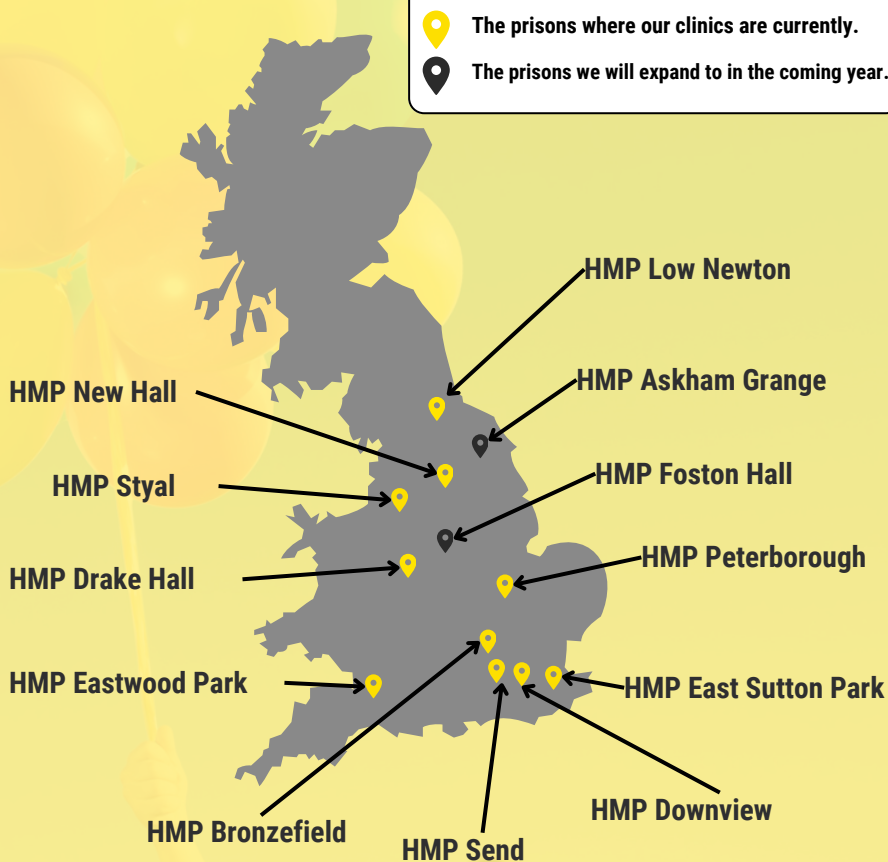 The prisons where our clinics are currently.
The prisons we will expand to in the coming year.
HMP Low Newton
HMP New Hall
HMP Askham Grange
HMP Styal
HMP Foston Hall
HMP Drake Hall
HMP Peterborough
HMP Eastwood Park
HMP East Sutton Park
HMP Downview
HMP Bronzefield
HMP Send